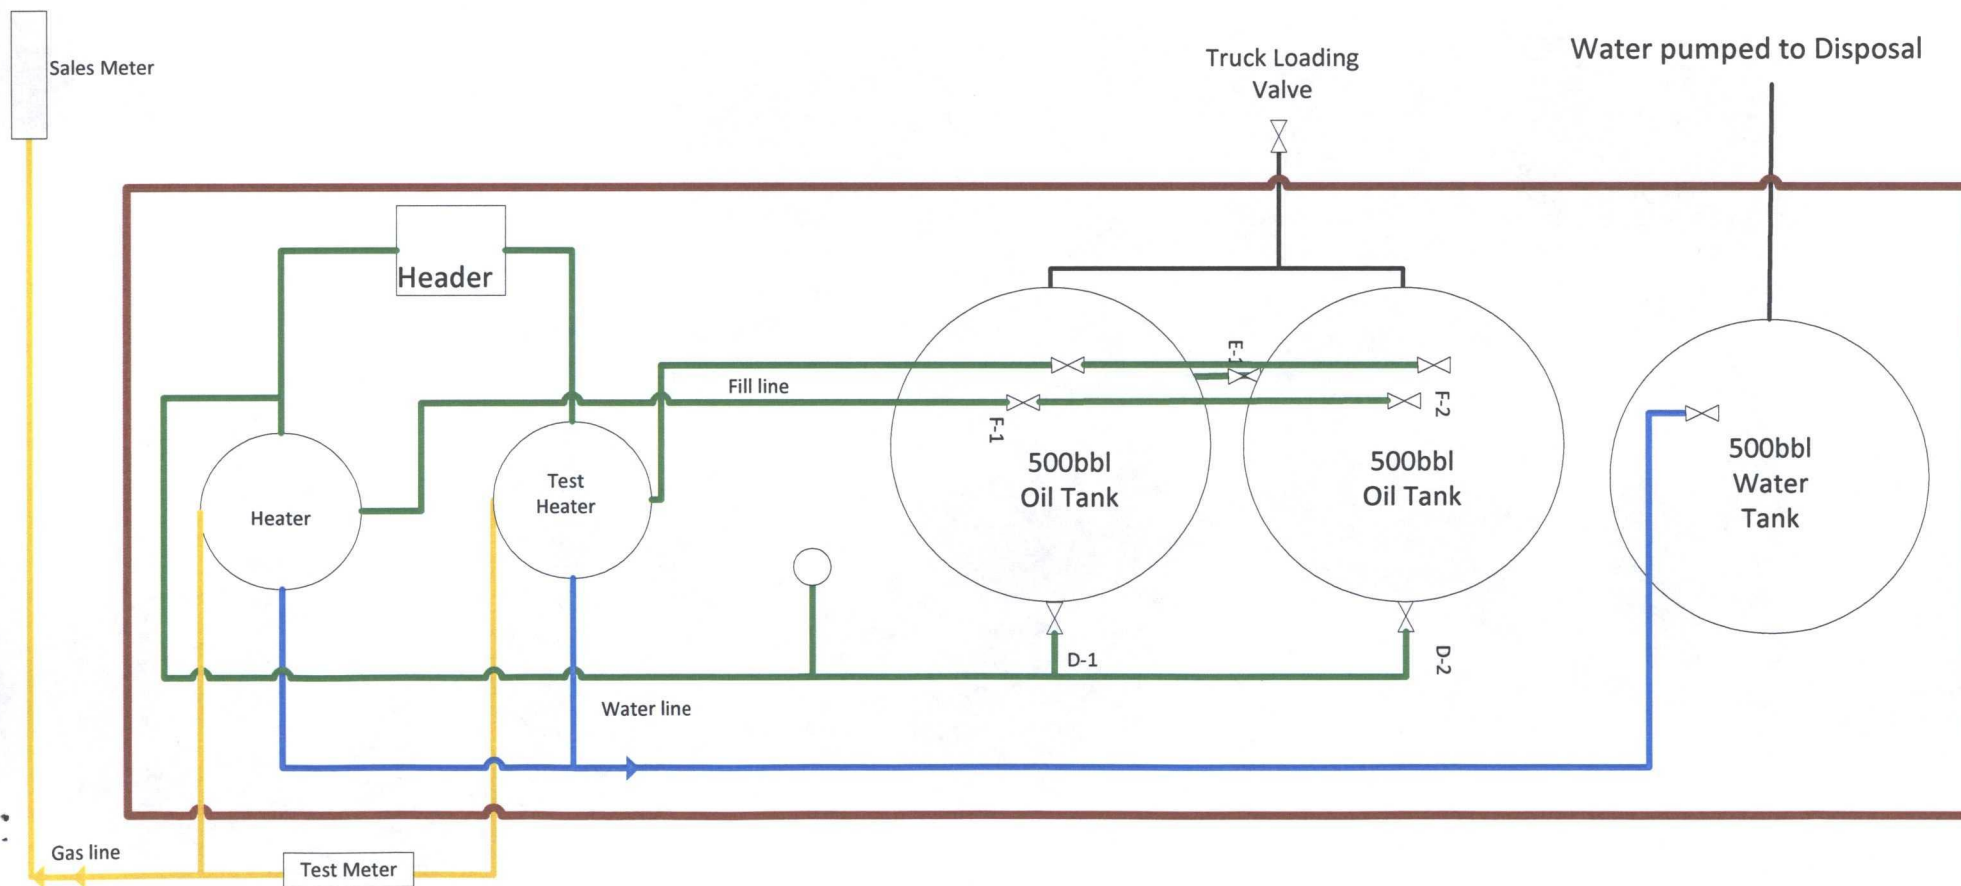 Sales Meter
Truck Loading
Valve
Water pumped to Disposal
Header
E-1
Fill line
F-1
F-2
500bbl
Oil Tank
500bbl
Oil Tank
500bbl
Water
Tank
Heater
Test
Heater
D-1
D-2
Water line
Gas line
Test Meter